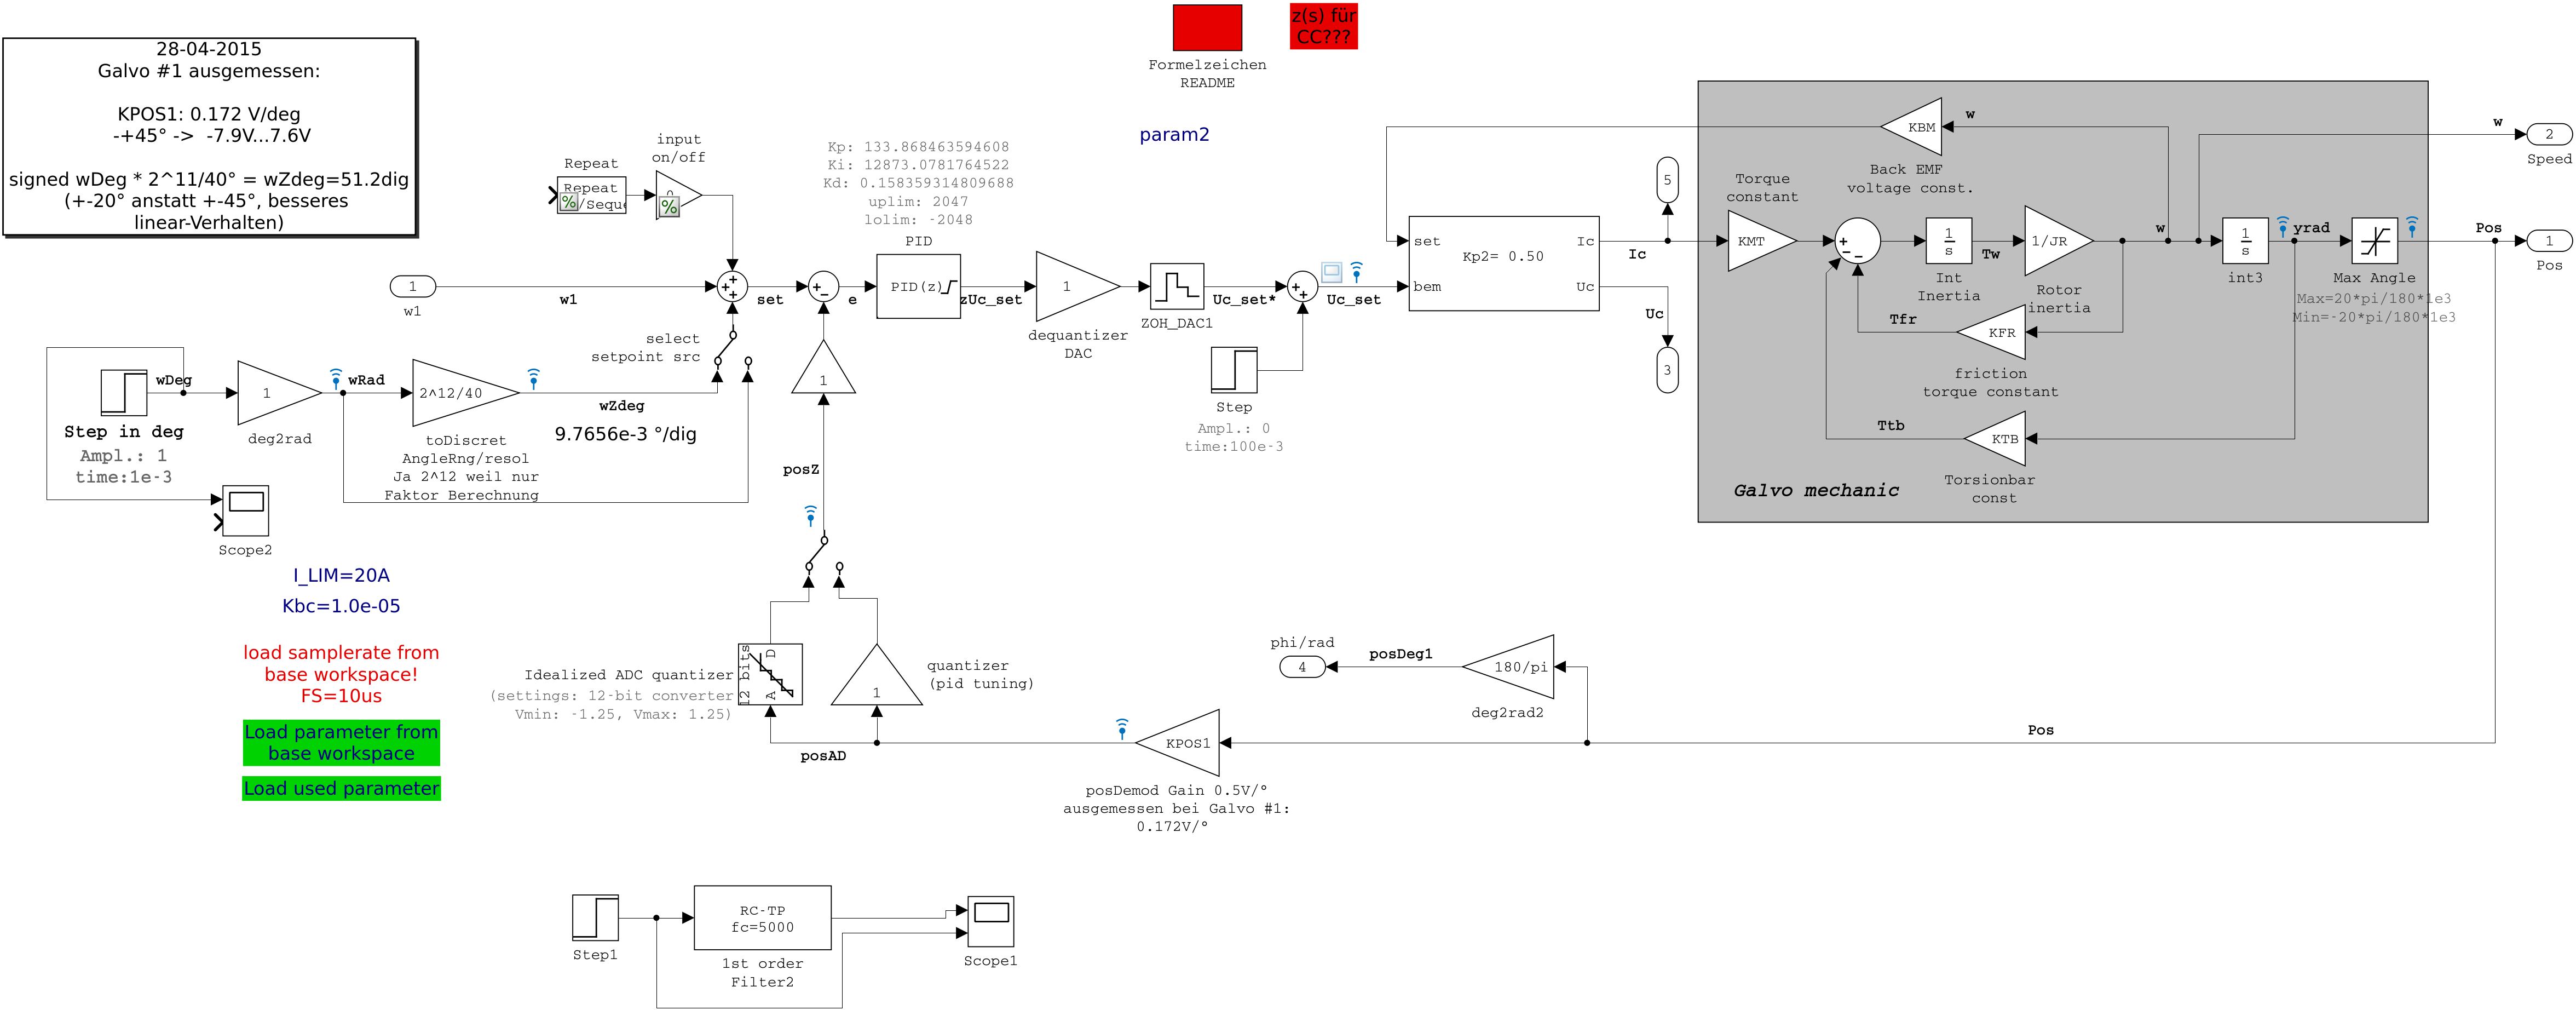 28-04-2015
Galvo #1 ausgemessen:
KPOS1: 0.172 V/deg
-+45° -> -7.9V...7.6V
signed wDeg * 2^11/40° = wZdeg=51.2dig
(+-20° anstatt +-45°, besseres
linear-Verhalten)
Formelzeichen
README
z(s) für
CC???
param2
Repeat
Repeat
%
/Sequ
input
on/off
%
Kp: 133.868463594608
Ki: 12873.0781764522
Kd: 0.158359314809688
uplim: 2047
lolim: -2048
PID
PID(z)
1
w1
w1
+
+
+
set
+
-
e
zUc_set
1
dequantizer
DAC
ZOH_DAC1
Uc_set*
+
+
Uc_set
set
bem
Kp2= 0.50
Ic
Uc
Ic
Uc
5
3
Step
Ampl.: 0
time:100e-3
select
setpoint src
wDeg
Step in deg
Ampl.: 1
time:1e-3
1
deg2rad
wRad
2^12/40
toDiscret
AngleRng/resol
Ja 2^12 weil nur
Faktor Berechnung
wZdeg
9.7656e-3 °/dig
Scope2
1
posZ
KBM
w
Back EMF
voltage const.
Torque
constant
KMT
+
-
-
1
s
Int
Inertia
Tw
1/JR
Rotor
inertia
w
1
s
int3
yrad
Max Angle
Max=20*pi/180*1e3
Min=-20*pi/180*1e3
Tfr
KFR
friction
torque constant
Ttb
KTB
Torsionbar
const
Galvo mechanic
w
2
Speed
Pos
1
Pos
I_LIM=20A
Kbc=1.0e-05
load samplerate from
base workspace!
FS=10us
Load parameter from
base workspace
Load used parameter
Idealized ADC quantizer
(settings: 12-bit converter
Vmin: -1.25, Vmax: 1.25)
12 bits
A
D
1
quantizer
(pid tuning)
posAD
KPOS1
posDemod Gain 0.5V/°
ausgemessen bei Galvo #1:
0.172V/°
phi/rad
4
posDeg1
180/pi
deg2rad2
Pos
Step1
RC-TP
fc=5000
1st order
Filter2
Scope1